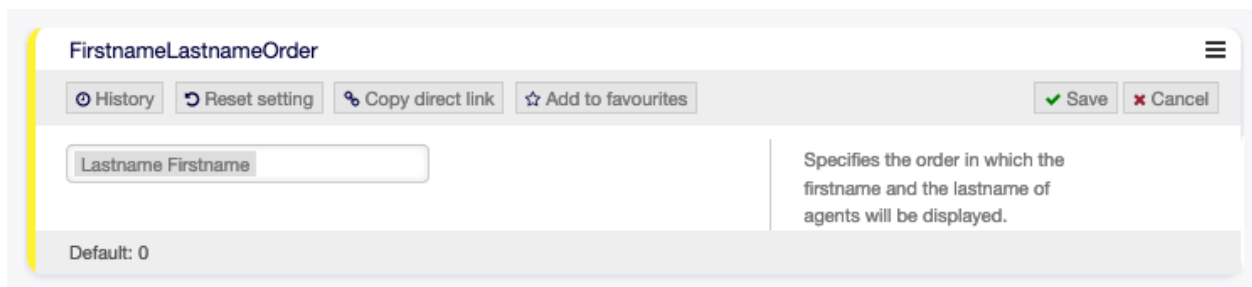 FirstnameLastnameOrder
History Reset setting Copy direct link Add to favourites Save Cancel
Lastname Firstname
Specifies the order in which the
firstname and the lastname of
agents will be displayed.
Default: 0